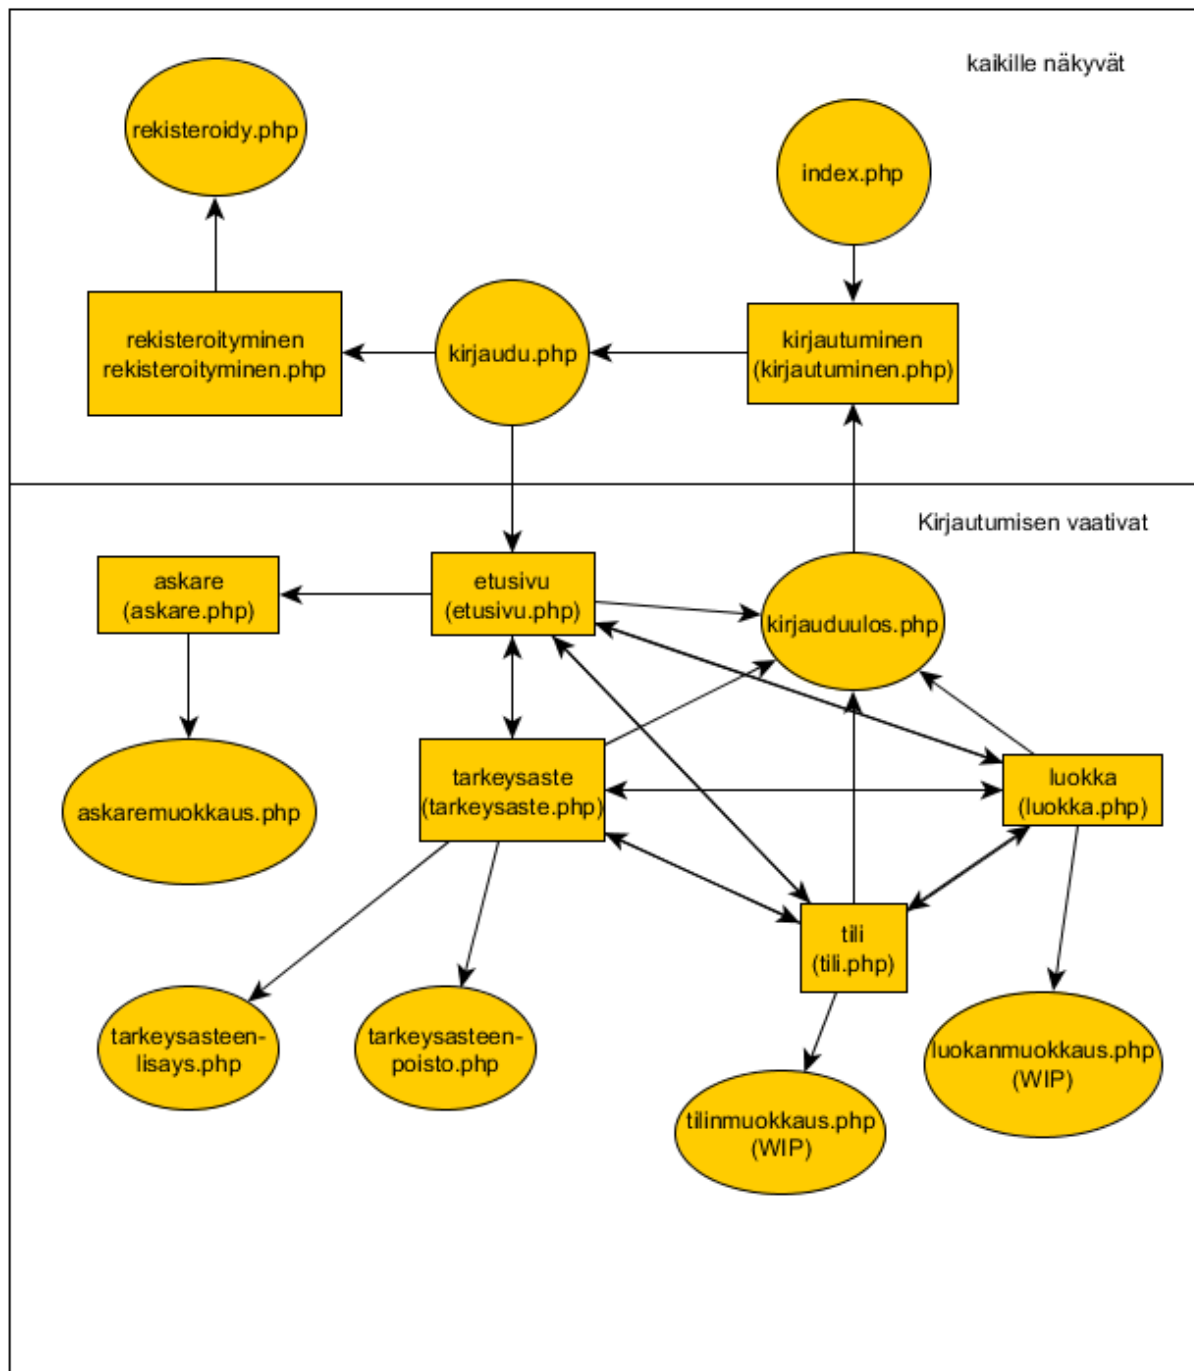 kaikille näkyvät
rekisteroidy.php
index.php
rekisteroityminen
rekisteroityminen.php
kirjaudu.php
kirjautuminen
(kirjautuminen.php)
Kirjautumisen vaativat
askare
(askare.php)
etusivu
(etusivu.php)
kirjauduulos.php
askaremuokkaus.php
tarkeysaste
(tarkeysaste.php)
luokka
(luokka.php)
tili
(tili.php)
tarkeysasteen-
lisays.php
tarkeysasteen-
poisto.php
tilinmuokkaus.php
(WIP)
luokanmuokkaus.php
(WIP)